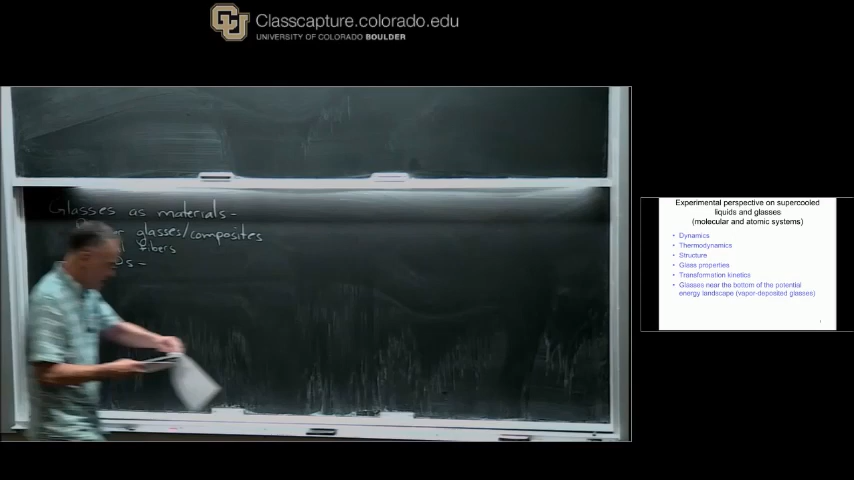 CU
Classcapture.colorado.edu
UNIVERSITY OF COLORADO BOULDER
Glasses as materials-
glasses/composites
fibers
Experimental perspective on supercooled
liquids and glasses
(molecular and atomic systems)
• Dynamics
• Thermodynamics
• Structure
• Glass properties
• Transformation kinetics
• Glasses near the bottom of the potential
energy landscape (vapor-deposited glasses)
1